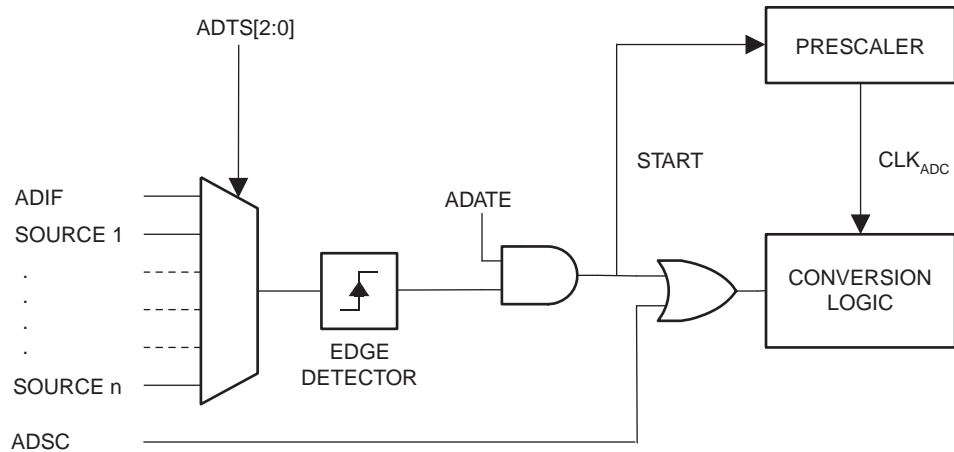 ADTS[2:0]
PRESCALER
START
CLKADC
ADIF
ADATE
SOURCE 1
.
.
.
.
CONVERSION
LOGIC
EDGE
DETECTOR
SOURCE n
ADSC